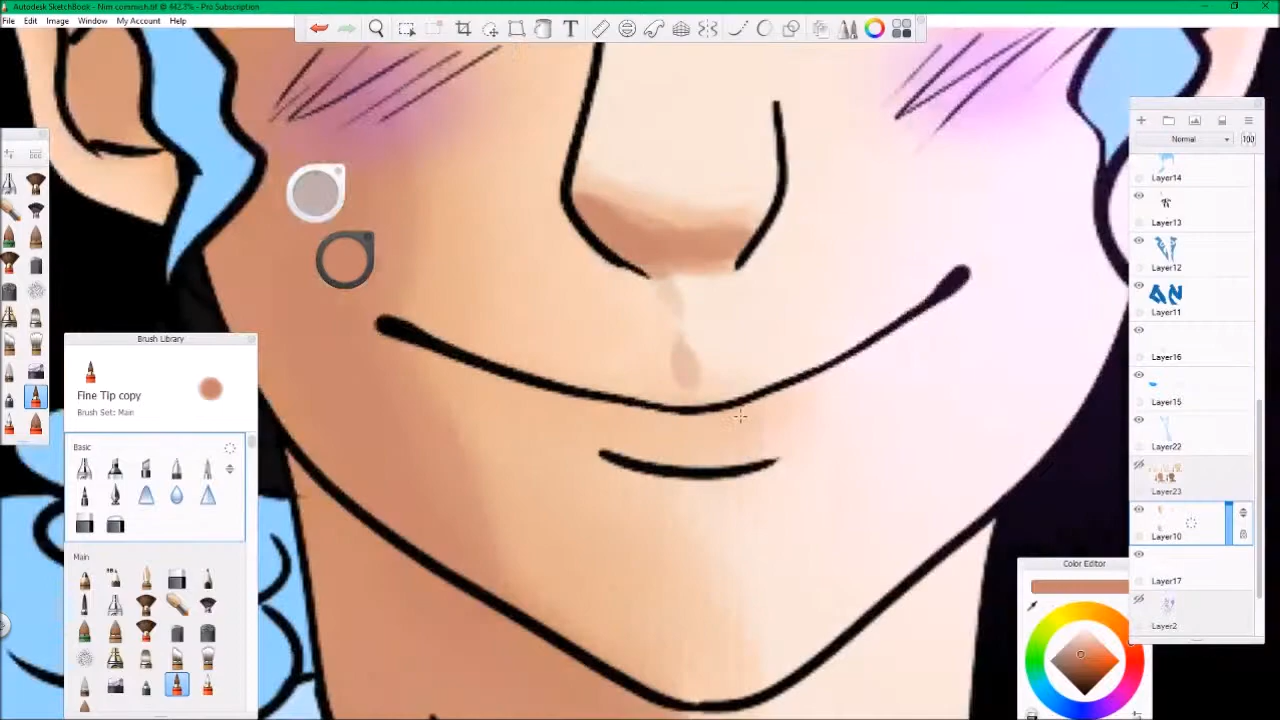 Autodesk SketchBook - Nim commish.tif @ 642.3% - Pro Subscription
File Edit Image Window My Account Help
Normal
100
Layer14
Layer13
Layer12
Layer11
Layer16
Layer15
Layer22
Layer23
Layer10
Layer17
Layer2
Brush Library
Fine Tip copy
Brush Set: Main
Basic
Main
Color Editor